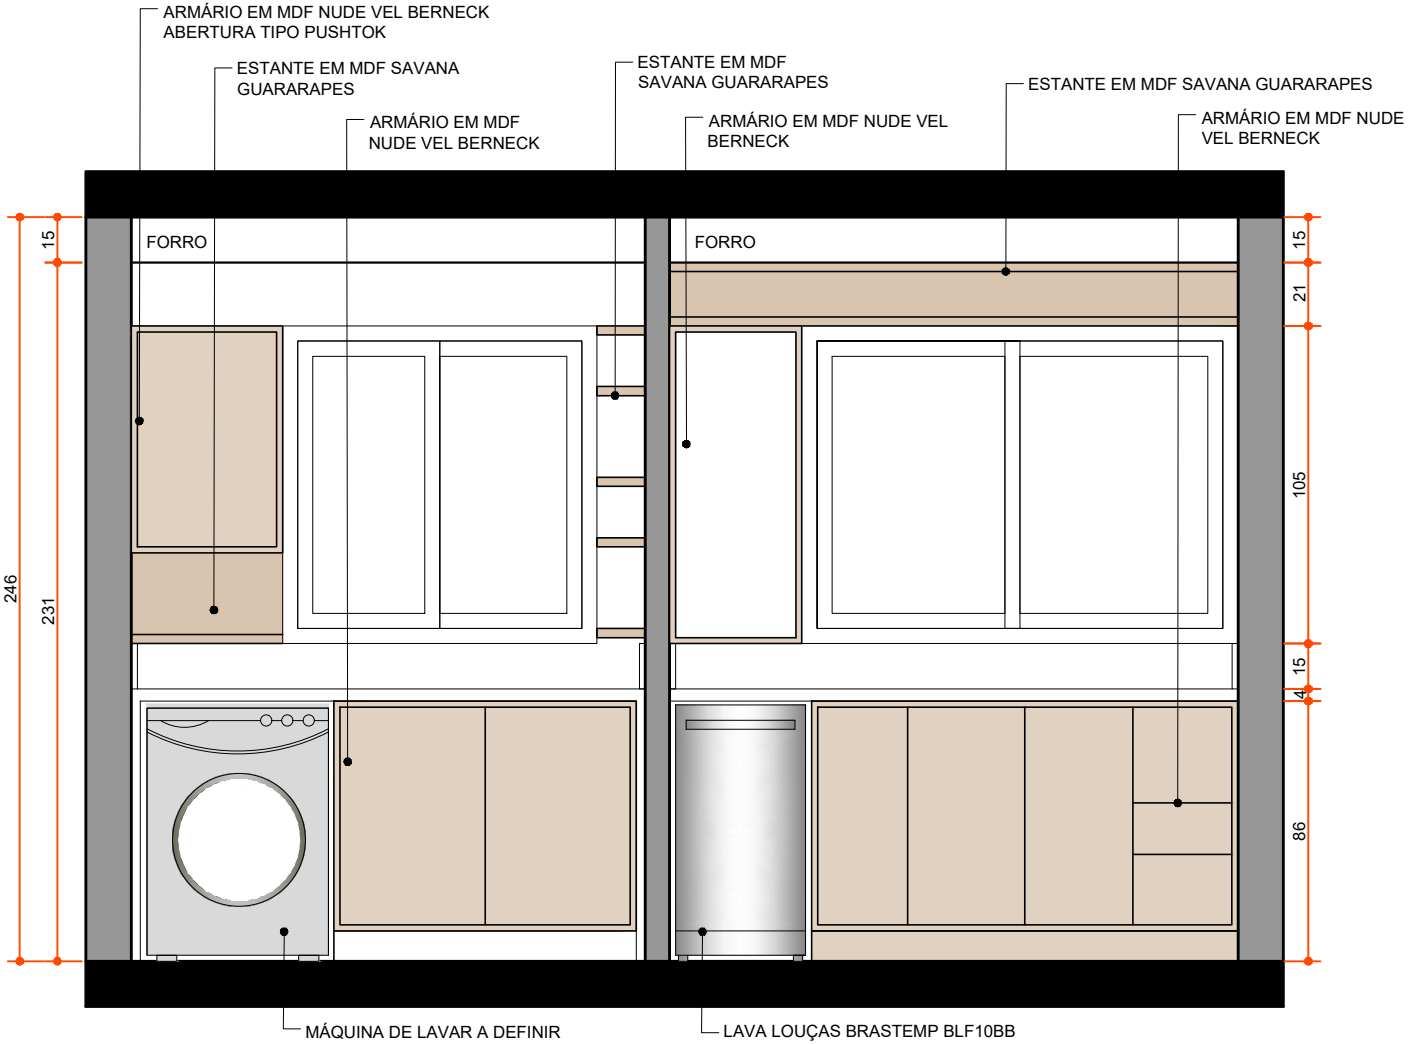 ARMÁRIO EM MDF NUDE VEL BERNECK
ABERTURA TIPO PUSHTOK
ESTANTE EM MDF SAVANA
GUARARAPES
ARMÁRIO EM MDF
NUDE VEL BERNECK
ESTANTE EM MDF
SAVANA GUARARAPES
ARMÁRIO EM MDF NUDE VEL
BERNECK
ESTANTE EM MDF SAVANA GUARARAPES
ARMÁRIO EM MDF NUDE
VEL BERNECK
FORRO
FORRO
15
246
231
15
21
105
15
4
86
MÁQUINA DE LAVAR A DEFINIR
LAVA LOUÇAS BRASTEMP BLF10BB